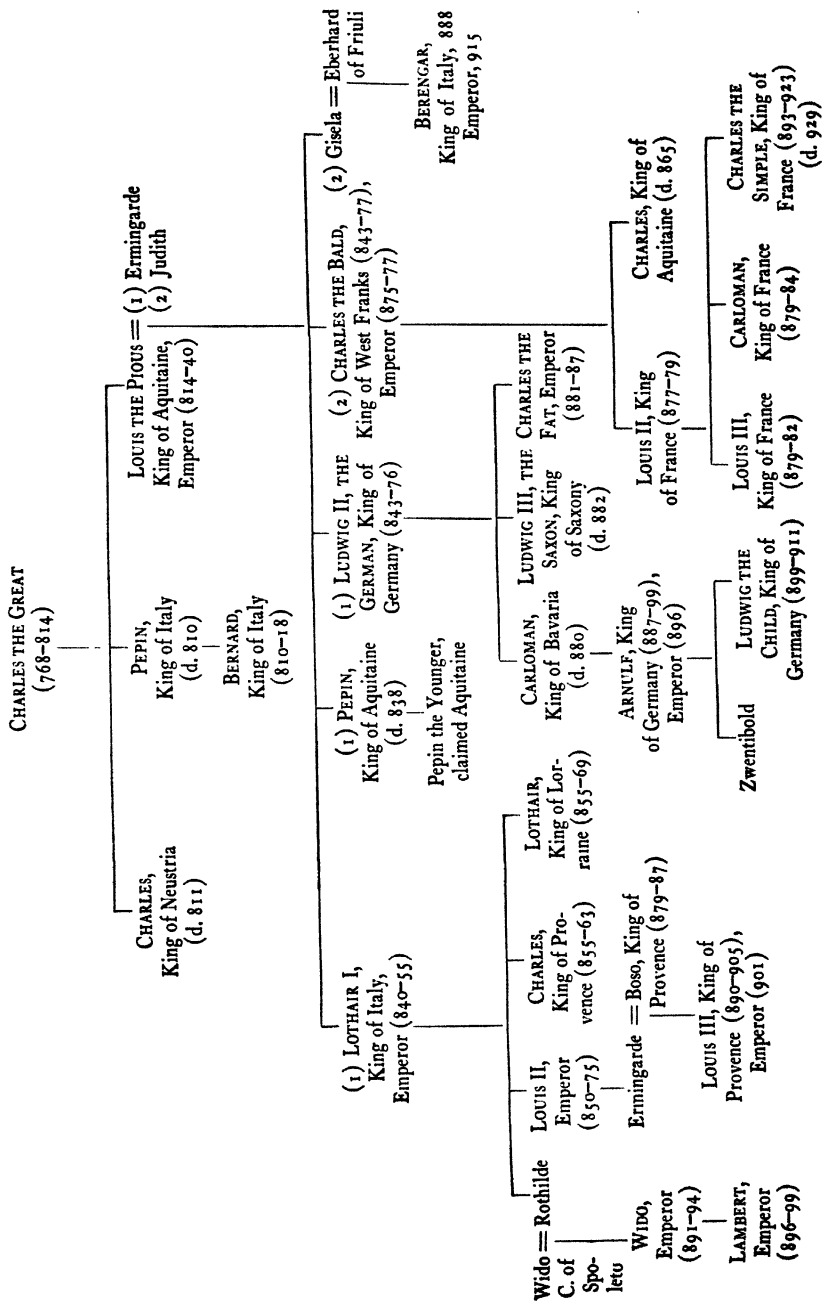 CHARLES THE GREAT
(768–814)
CHARLES,
King of Neustria
(d. 811)
PEPIN,
King of Italy
(d. 810)
BERNARD,
King of Italy
(810–18)
LOUIS THE PIOUS = (1) Ermingarde
King of Aquitaine, (2) Judith
Emperor (814–40)
(1) LOTHAIR I,
King of Italy,
Emperor (840–55)
(1) PEPIN,
King of Aquitaine
(d. 838)
Pepin the Younger,
claimed Aquitaine
(1) LUDWIG II, THE
GERMAN, King of
Germany (843–76)
(2) CHARLES THE BALD,
King of West Franks (843–77),
Emperor (875–77)
(2) Gisela = Eberhard
of Friuli
BERENGAR,
King of Italy, 888
Emperor, 915
Wido = Rothilde
C. of
Spo-
leto
WIDO,
Emperor
(891–94)
LAMBERT,
Emperor
(896–99)
LOUIS II,
Emperor
(850–75)
Ermingarde = Boso, King of
Provence (879–87)
LOUIS III, King of
Provence (890–905),
Emperor (901)
CHARLES,
King of Pro-
vence (855–63)
LOTHAIR,
King of Lor-
raine (855–69)
CARLOMAN,
King of Bavaria
(d. 880)
ARNULF, King
of Germany (887–99),
Emperor (896)
Zwentibold
LUDWIG THE
CHILD, King of
Germany (899–911)
LUDWIG III, THE
SAXON, King
of Saxony
(d. 882)
CHARLES THE
FAT, Emperor
(881–87)
LOUIS II, King
of France (877–79)
CHARLES, King of
Aquitaine (d. 865)
LOUIS III,
King of France
(879–82)
CARLOMAN,
King of France
(879–84)
CHARLES THE
SIMPLE, King of
France (893–923)
(d. 929)